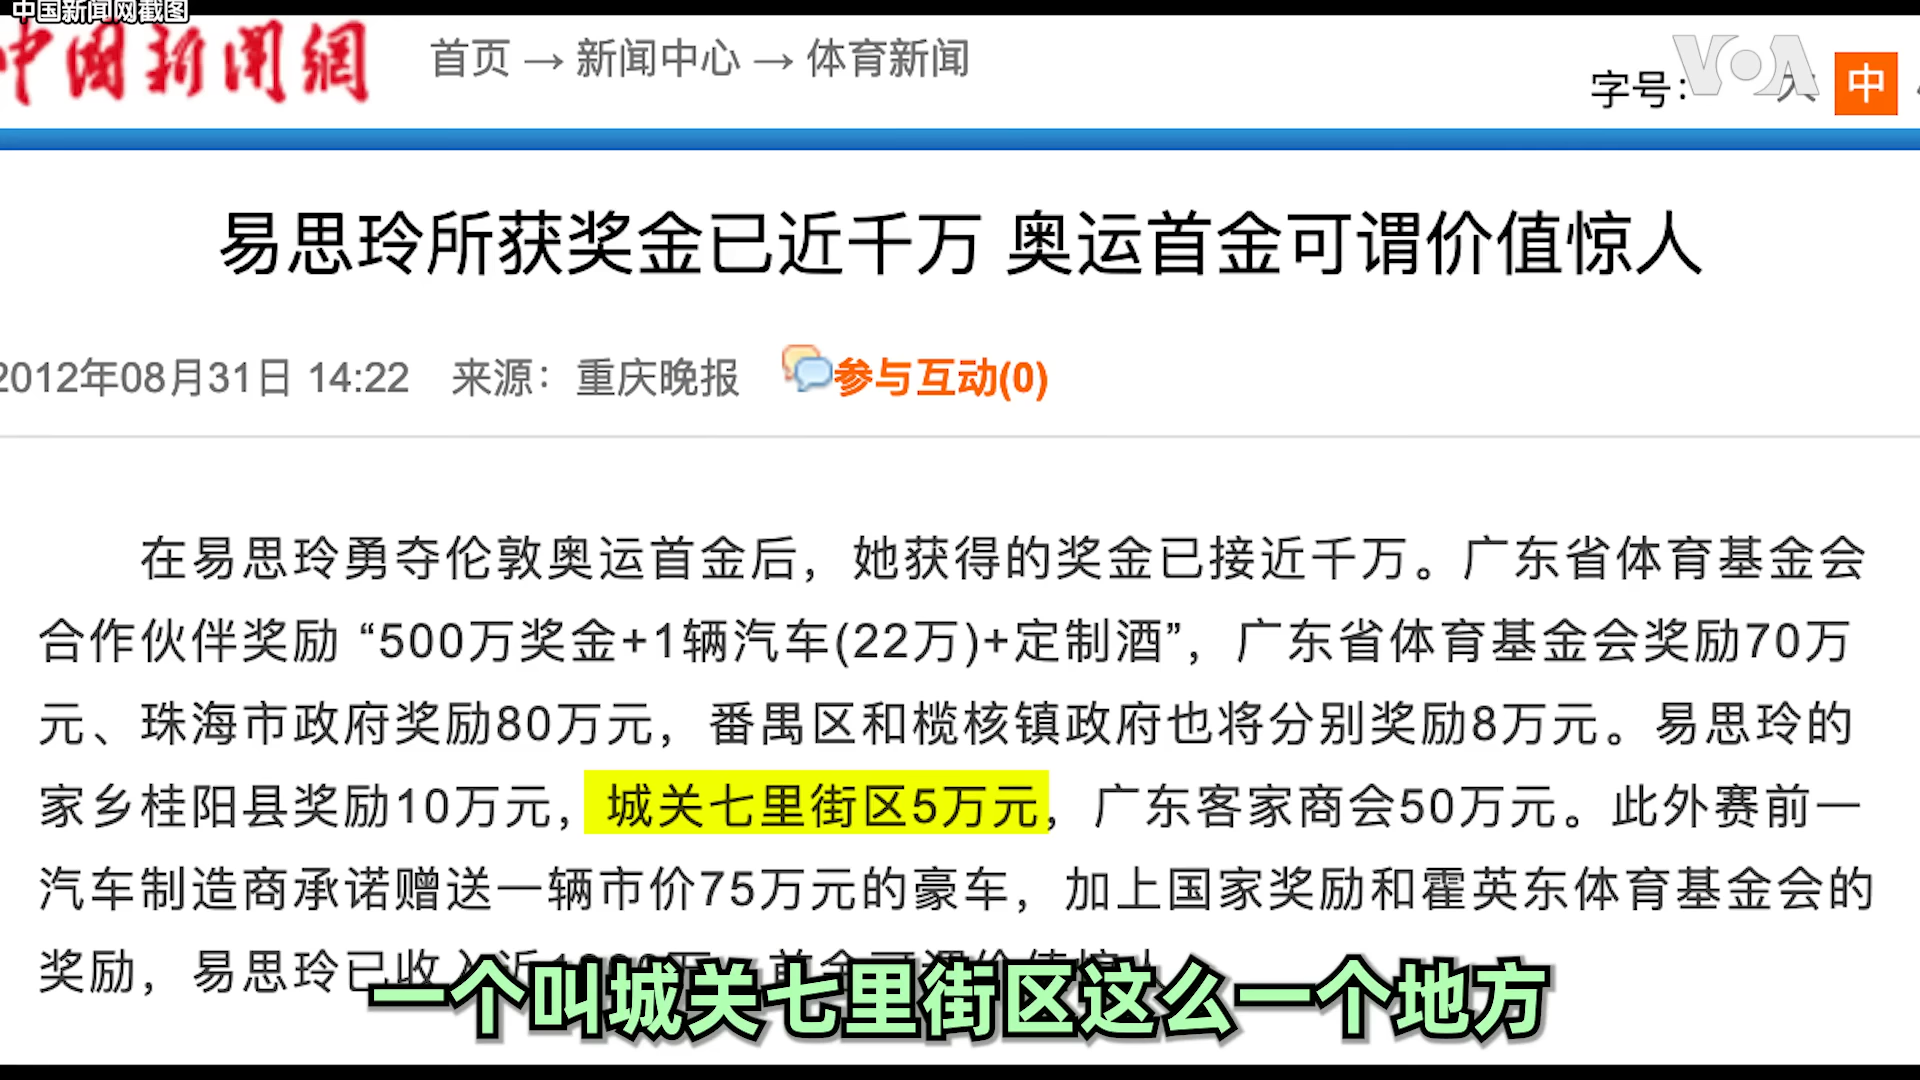 中国新闻网截图
中國新聞網
首页 → 新闻中心 → 体育新闻
VOA
字号: 大 中
易思玲所获奖金已近千万 奥运首金可谓价值惊人
2012年08月31日 14:22 来源：重庆晚报 参与互动(0)
在易思玲勇夺伦敦奥运首金后，她获得的奖金已接近千万。广东省体育基金会
合作伙伴奖励 “500万奖金+1辆汽车(22万)+定制酒”，广东省体育基金会奖励70万
元、珠海市政府奖励80万元，番禺区和榄核镇政府也将分别奖励8万元。易思玲的
家乡桂阳县奖励10万元，城关七里街区5万元，广东客家商会50万元。此外赛前一
汽车制造商承诺赠送一辆市价75万元的豪车，加上国家奖励和霍英东体育基金会的
奖励，易思玲已收入近
一个叫城关七里街区这么一个地方